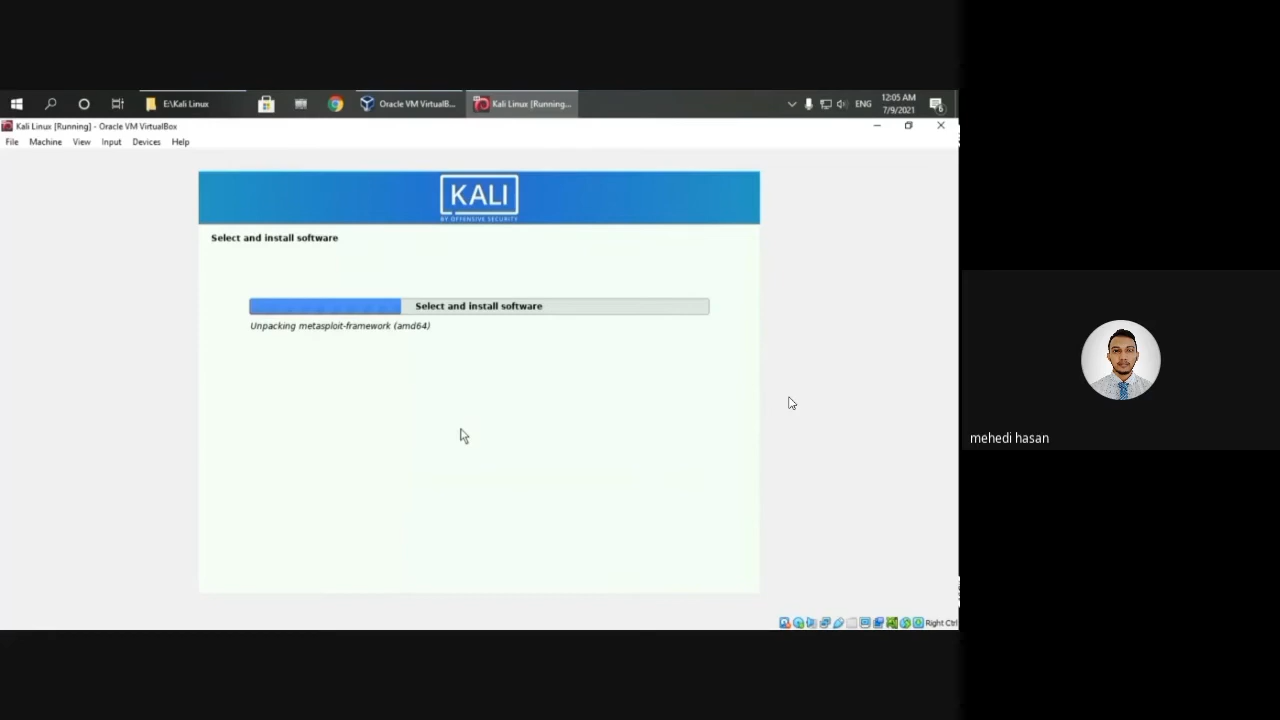 E:\Kali Linux
Oracle VM VirtualB...
Kali Linux [Running...
ENG
12:05 AM
7/9/2021
6
Kali Linux [Running] - Oracle VM VirtualBox
File Machine View Input Devices Help
KALI
BY OFFENSIVE SECURITY
Select and install software
Select and install software
Unpacking metasploit-framework (amd64)
mehedi hasan
Right Ctrl